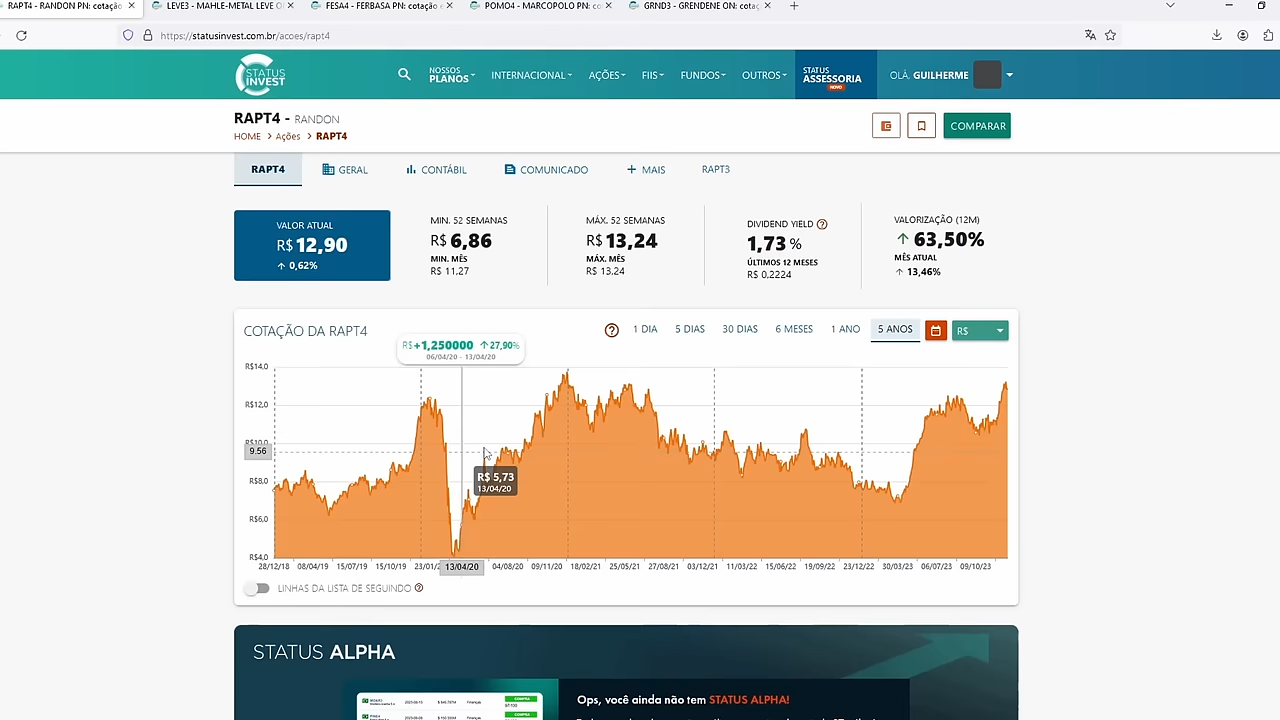 RAPT4 - RANDON PN: cotação
LEVE3 - MAHLE-METAL LEVE O
FESA4 - FERBASA PN: cotação e
POMO4 - MARCOPOLO PN: co
GRND3 - GRENDENE ON: cotaç
https://statusinvest.com.br/acoes/rapt4
STATUS INVEST
NOSSOS PLANOS
INTERNACIONAL
AÇÕES
FIIS
FUNDOS
OUTROS
STATUS ASSESSORIA
NOVO
OLÁ, GUILHERME
RAPT4 - RANDON
HOME > Ações > RAPT4
COMPARAR
RAPT4
GERAL
CONTÁBIL
COMUNICADO
MAIS
RAPT3
VALOR ATUAL
R$ 12,90
↑ 0,62%
MIN. 52 SEMANAS
R$ 6,86
MIN. MÊS
R$ 11,27
MÁX. 52 SEMANAS
R$ 13,24
MÁX. MÊS
R$ 13,24
DIVIDEND YIELD
1,73 %
ÚLTIMOS 12 MESES
R$ 0,2224
VALORIZAÇÃO (12M)
↑ 63,50%
MÊS ATUAL
↑ 13,46%
COTAÇÃO DA RAPT4
1 DIA
5 DIAS
30 DIAS
6 MESES
1 ANO
5 ANOS
R$
R$+1,250000 ↑27,90%
06/04/20 - 13/04/20
R$14,0
R$12,0
R$10,0
9.56
R$8,0
R$6,0
R$4,0
R$ 5,73
13/04/20
28/12/18 08/04/19 15/07/19 15/10/19 23/01/2 13/04/20 04/08/20 09/11/20 18/02/21 25/05/21 27/08/21 03/12/21 11/03/22 15/06/22 19/09/22 23/12/22 30/03/23 06/07/23 09/10/23
LINHAS DA LISTA DE SEGUINDO
STATUS ALPHA
Ops, você ainda não tem STATUS ALPHA!
COMPRA
COMPRA